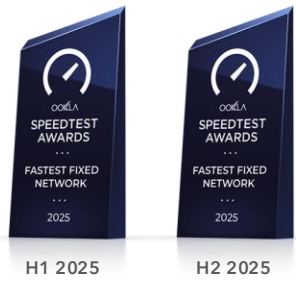 OOKLA
SPEEDTEST
AWARDS
...
FASTEST FIXED
NETWORK
2025
H1 2025
OOKLA
SPEEDTEST
AWARDS
...
FASTEST FIXED
NETWORK
2025
H2 2025